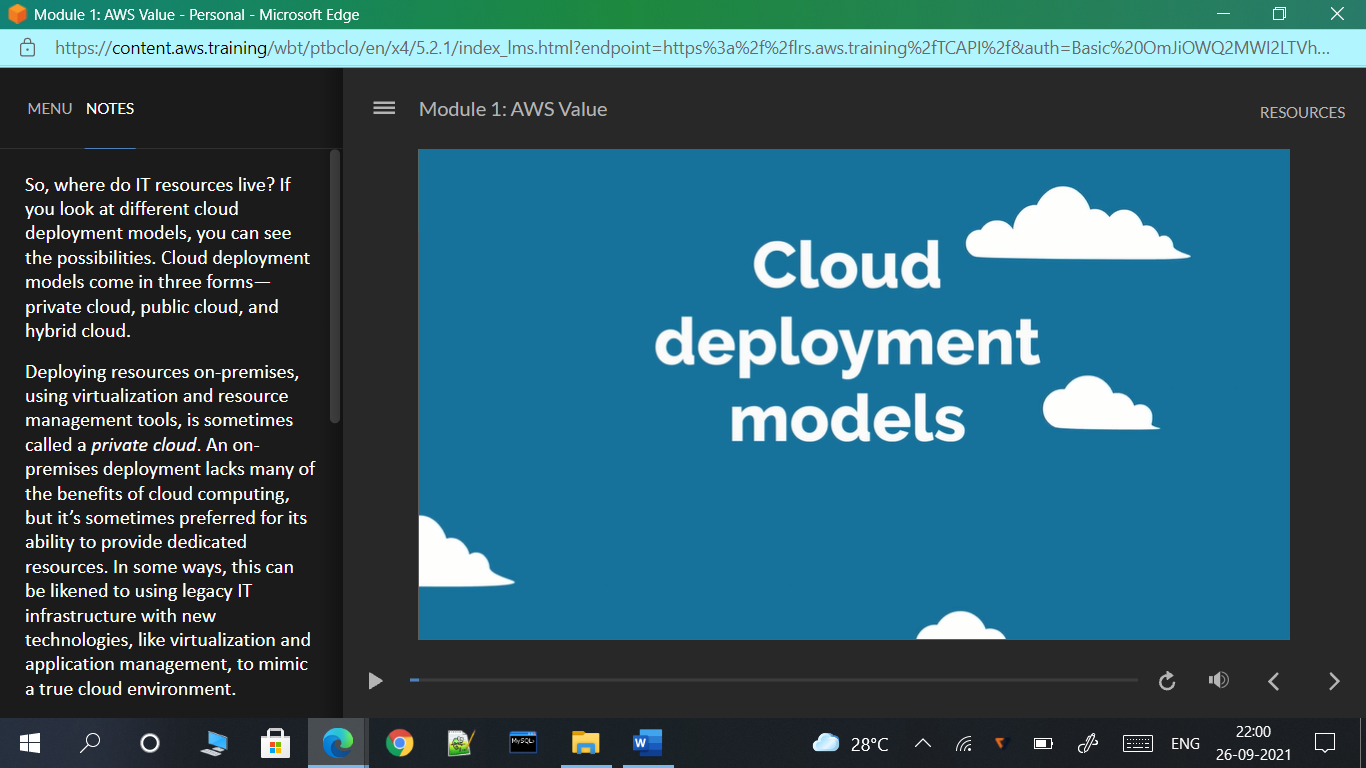 Module 1: AWS Value - Personal - Microsoft Edge
https://content.aws.training/wbt/ptbclo/en/x4/5.2.1/index_lms.html?endpoint=https%3a%2f%2flrs.aws.training%2fTCAPI%2f&auth=Basic%20OmJiOWQ2MWI2LTVh...
MENU NOTES
Module 1: AWS Value
RESOURCES
So, where do IT resources live? If
you look at different cloud
deployment models, you can see
the possibilities. Cloud deployment
models come in three forms—
private cloud, public cloud, and
hybrid cloud.
Deploying resources on-premises,
using virtualization and resource
management tools, is sometimes
called a private cloud. An on-
premises deployment lacks many of
the benefits of cloud computing,
but it’s sometimes preferred for its
ability to provide dedicated
resources. In some ways, this can
be likened to using legacy IT
infrastructure with new
technologies, like virtualization and
application management, to mimic
a true cloud environment.
Cloud
deployment
models
MySQL
W
28°C
ENG
22:00
26-09-2021